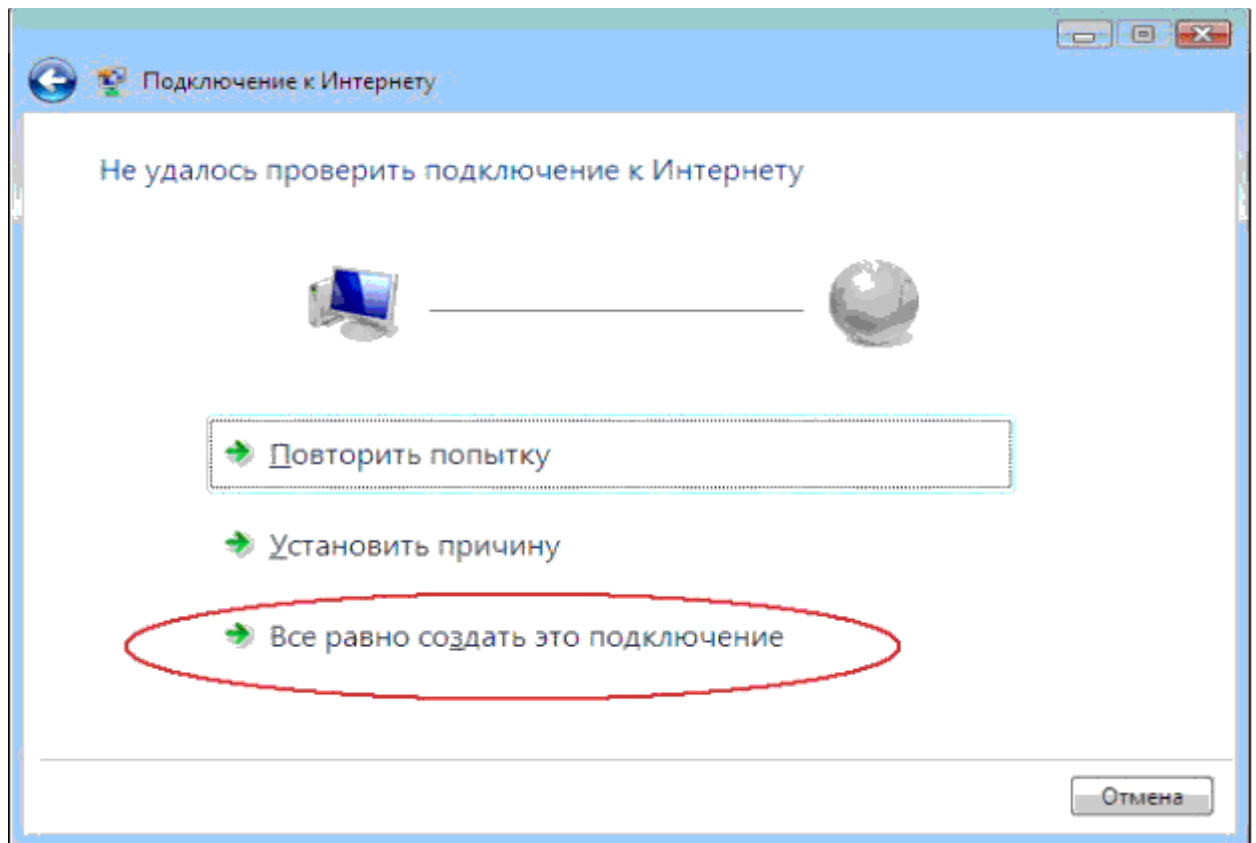 Подключение к Интернету
Не удалось проверить подключение к Интернету
Повторить попытку
Установить причину
Все равно создать это подключение
Отмена